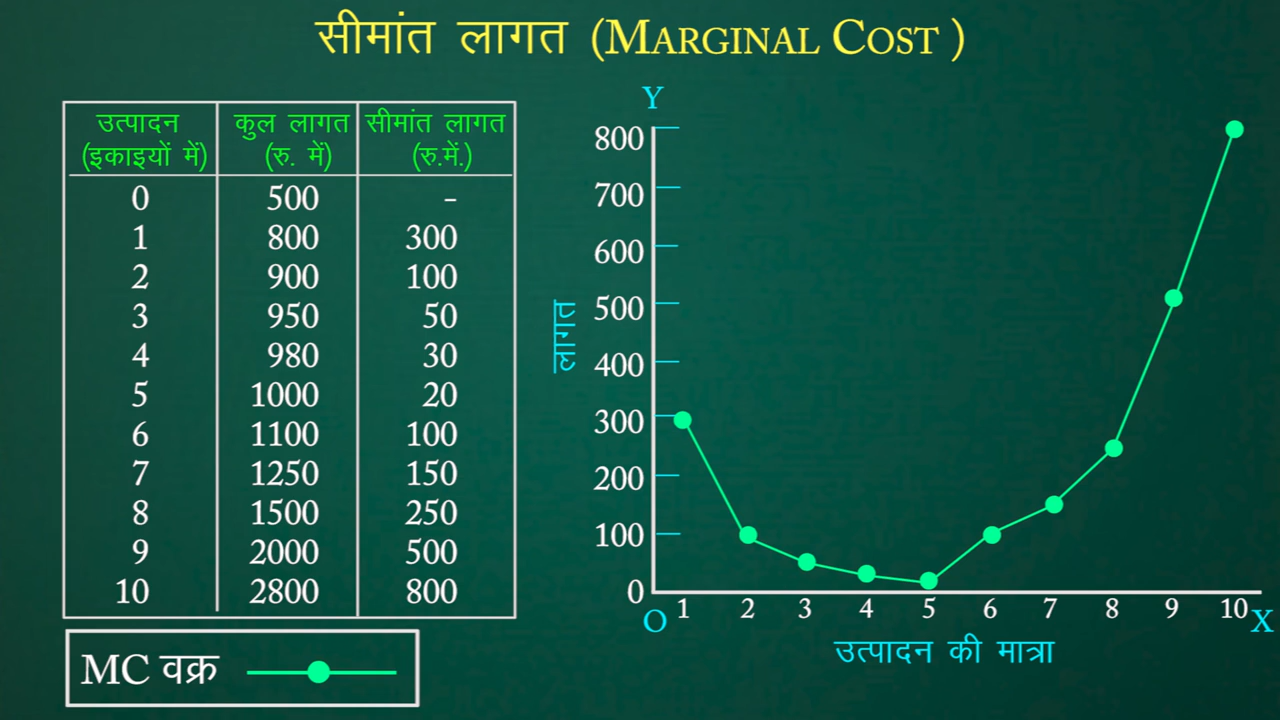 सीमांत लागत (MARGINAL COST )
उत्पादन कुल लागत सीमांत लागत
(इकाइयों में) (रु. में) (रु.में.)
0 500 -
1 800 300
2 900 100
3 950 50
4 980 30
5 1000 20
6 1100 100
7 1250 150
8 1500 250
9 2000 500
10 2800 800
MC वक्र
Y
800
700
600
500
400
300
200
100
0
लागत
O 1 2 3 4 5 6 7 8 9 10 X
उत्पादन की मात्रा